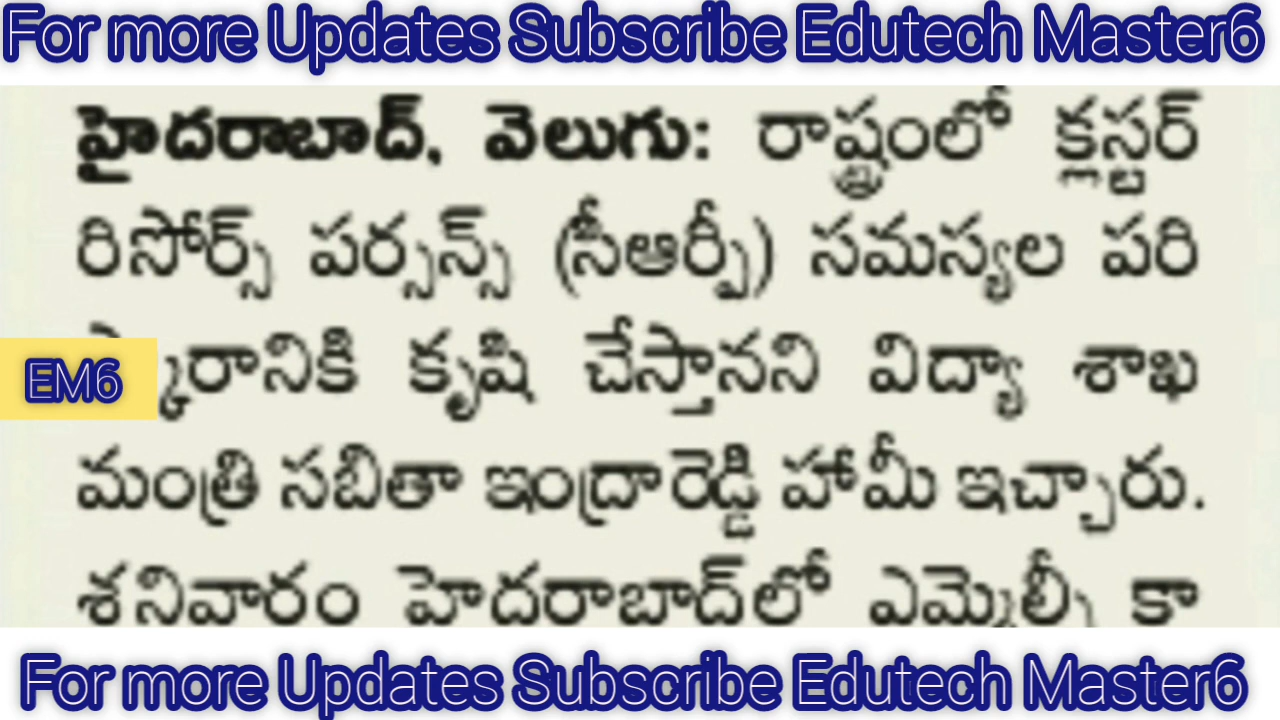 For more Updates Subscribe Edutech Master6
హైదరాబాద్, వెలుగు: రాష్ట్రంలో క్లస్టర్
రిసోర్స్ పర్సన్స్ (సీఆర్పీ) సమస్యల పరి
ష్కారానికి కృషి చేస్తానని విద్యా శాఖ
EM6
మంత్రి సబితా ఇంద్రారెడ్డి హామీ ఇచ్చారు.
శనివారం హైదరాబాద్‌లో ఎమ్మెల్సీ కా
For more Updates Subscribe Edutech Master6